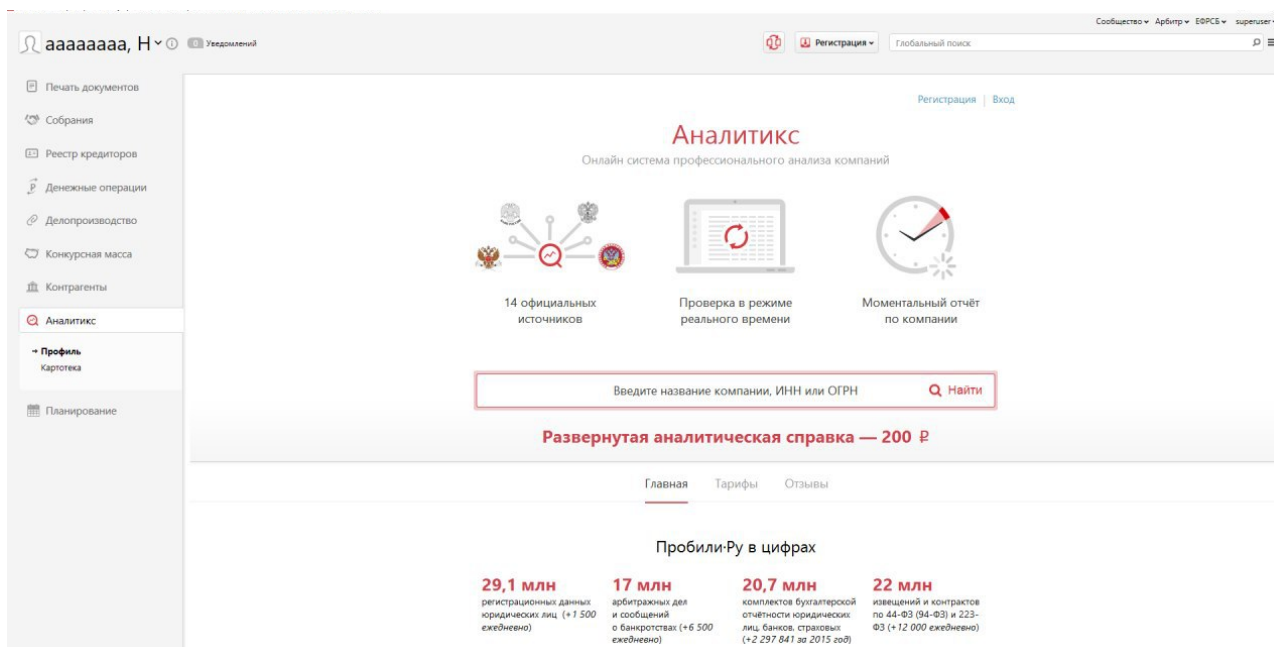 Сообщество Арбитр ЕФРСБ superuser
аааааааа, Н
0 Уведомлений
Регистрация
Глобальный поиск
Печать документов
Собрания
Реестр кредиторов
Денежные операции
Делопроизводство
Конкурсная масса
Контрагенты
Аналитикс
→ Профиль
Картотека
Планирование
Регистрация | Вход
Аналитикс
Онлайн система профессионального анализа компаний
14 официальных
источников
Проверка в режиме
реального времени
Моментальный отчёт
по компании
Введите название компании, ИНН или ОГРН
Найти
Развернутая аналитическая справка — 200 ₽
Главная Тарифы Отзывы
Пробили·Ру в цифрах
29,1 млн
регистрационных данных
юридических лиц (+1 500
ежедневно)
17 млн
арбитражных дел
и сообщений
о банкротствах (+6 500
ежедневно)
20,7 млн
комплектов бухгалтерской
отчётности юридических
лиц, банков, страховых
(+2 297 841 за 2015 год)
22 млн
извещений и контрактов
по 44-ФЗ (94-ФЗ) и 223-
ФЗ (+12 000 ежедневно)